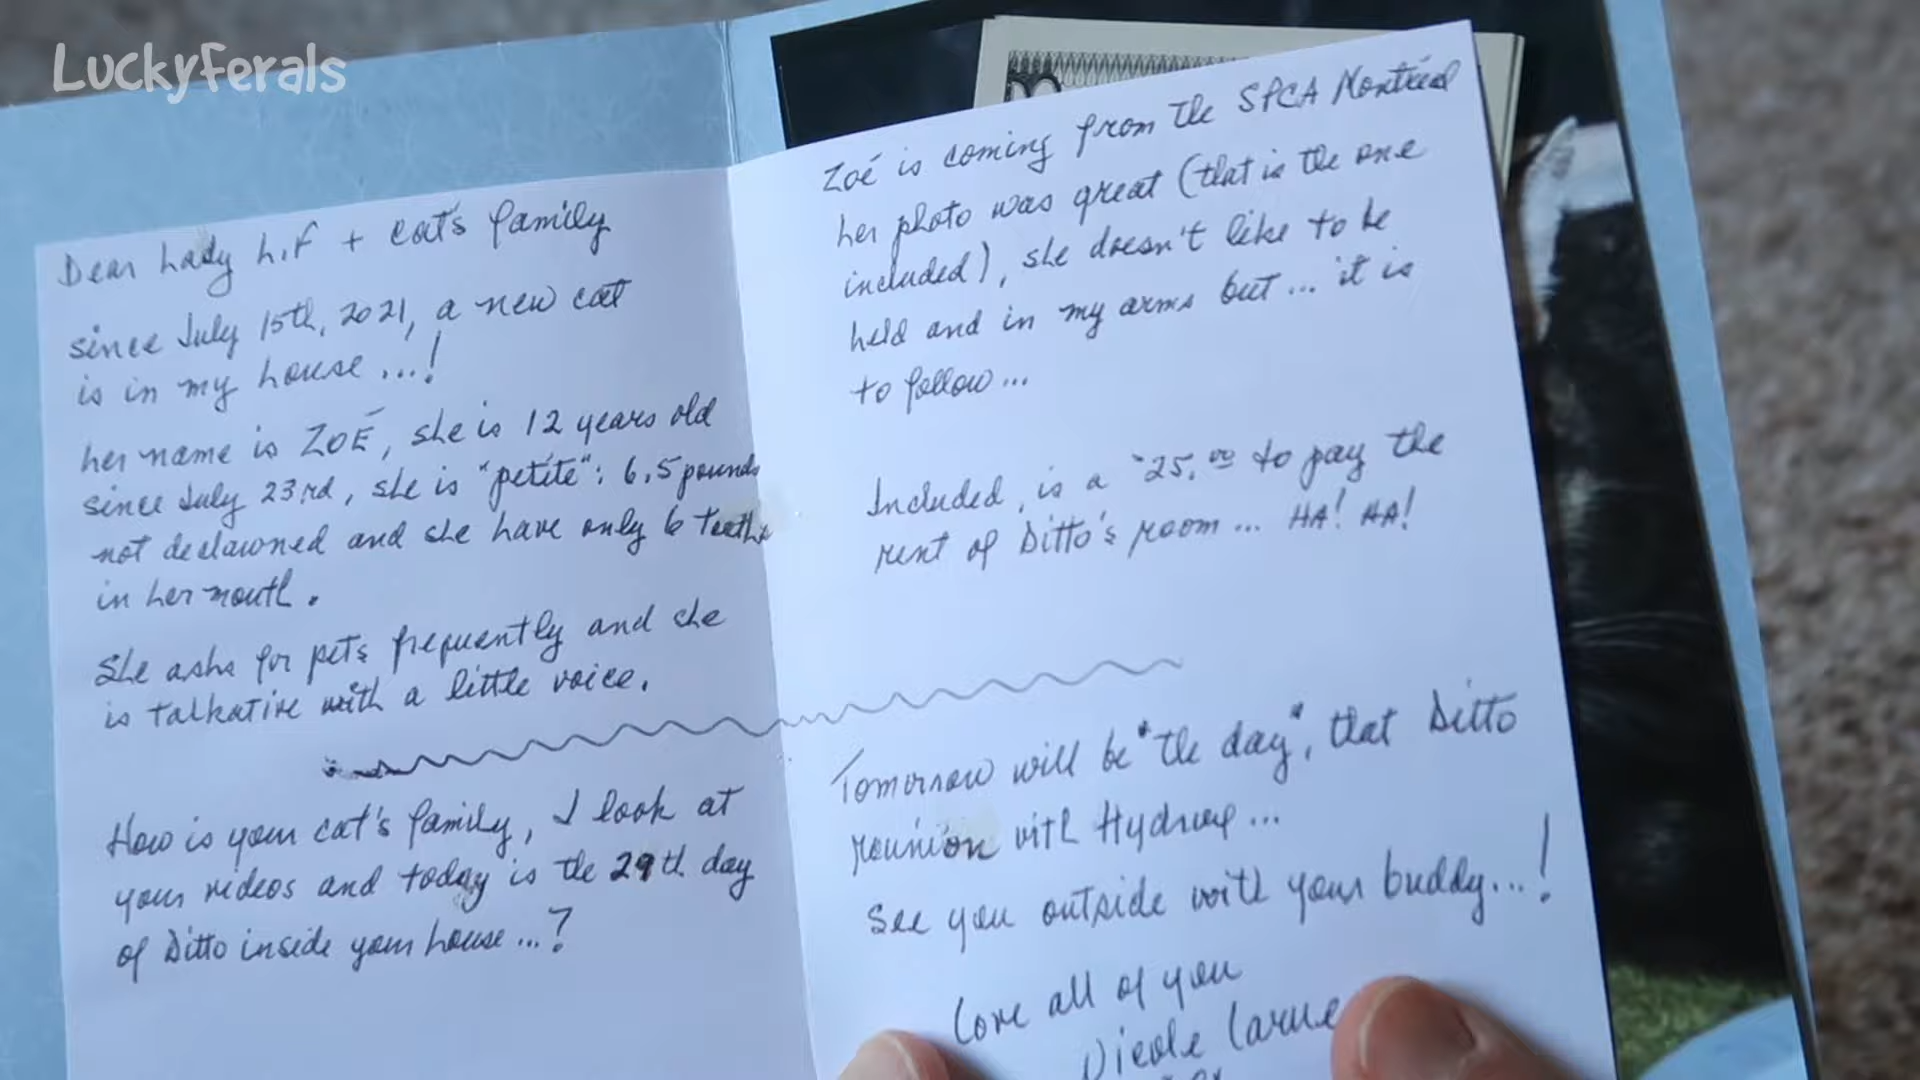 LuckyFerals
Dear Lady L.F + cat's family
since July 15th, 2021, a new cat
is in my house ...!
her name is ZOÉ, she is 12 years old
since July 23rd, she is "petite": 6,5 pounds
not declawned and she have only 6 teeths
in her mouth.
She asks for pets frequently and she
is talkative with a little voice.
How is your cat's family, I look at
your videos and today is the 29th day
of Ditto inside your house ...?
Zoé is coming from the SPCA Montréal
her photo was great (that is the one
included), she doesn't like to be
held and in my arms but... it is
to follow...
Included, is a 25.00 to pay the
rent of Ditto's room ... HA! HA!
Tomorrow will be "the day", that Ditto
reunion with Hydrox ...
See you outside with your buddy...!
Love all of you
Nicole Larue